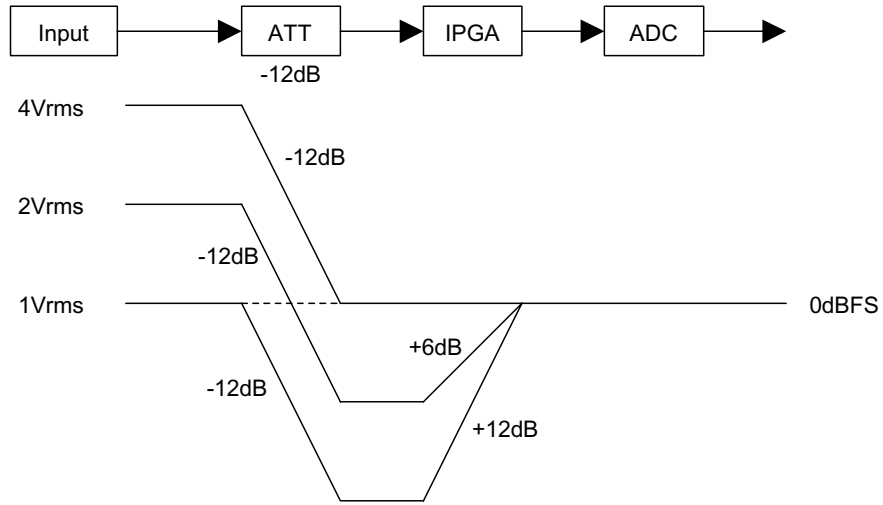 Input
ATT
IPGA
ADC
-12dB
4Vrms
-12dB
2Vrms
-12dB
1Vrms
0dBFS
+6dB
-12dB
+12dB